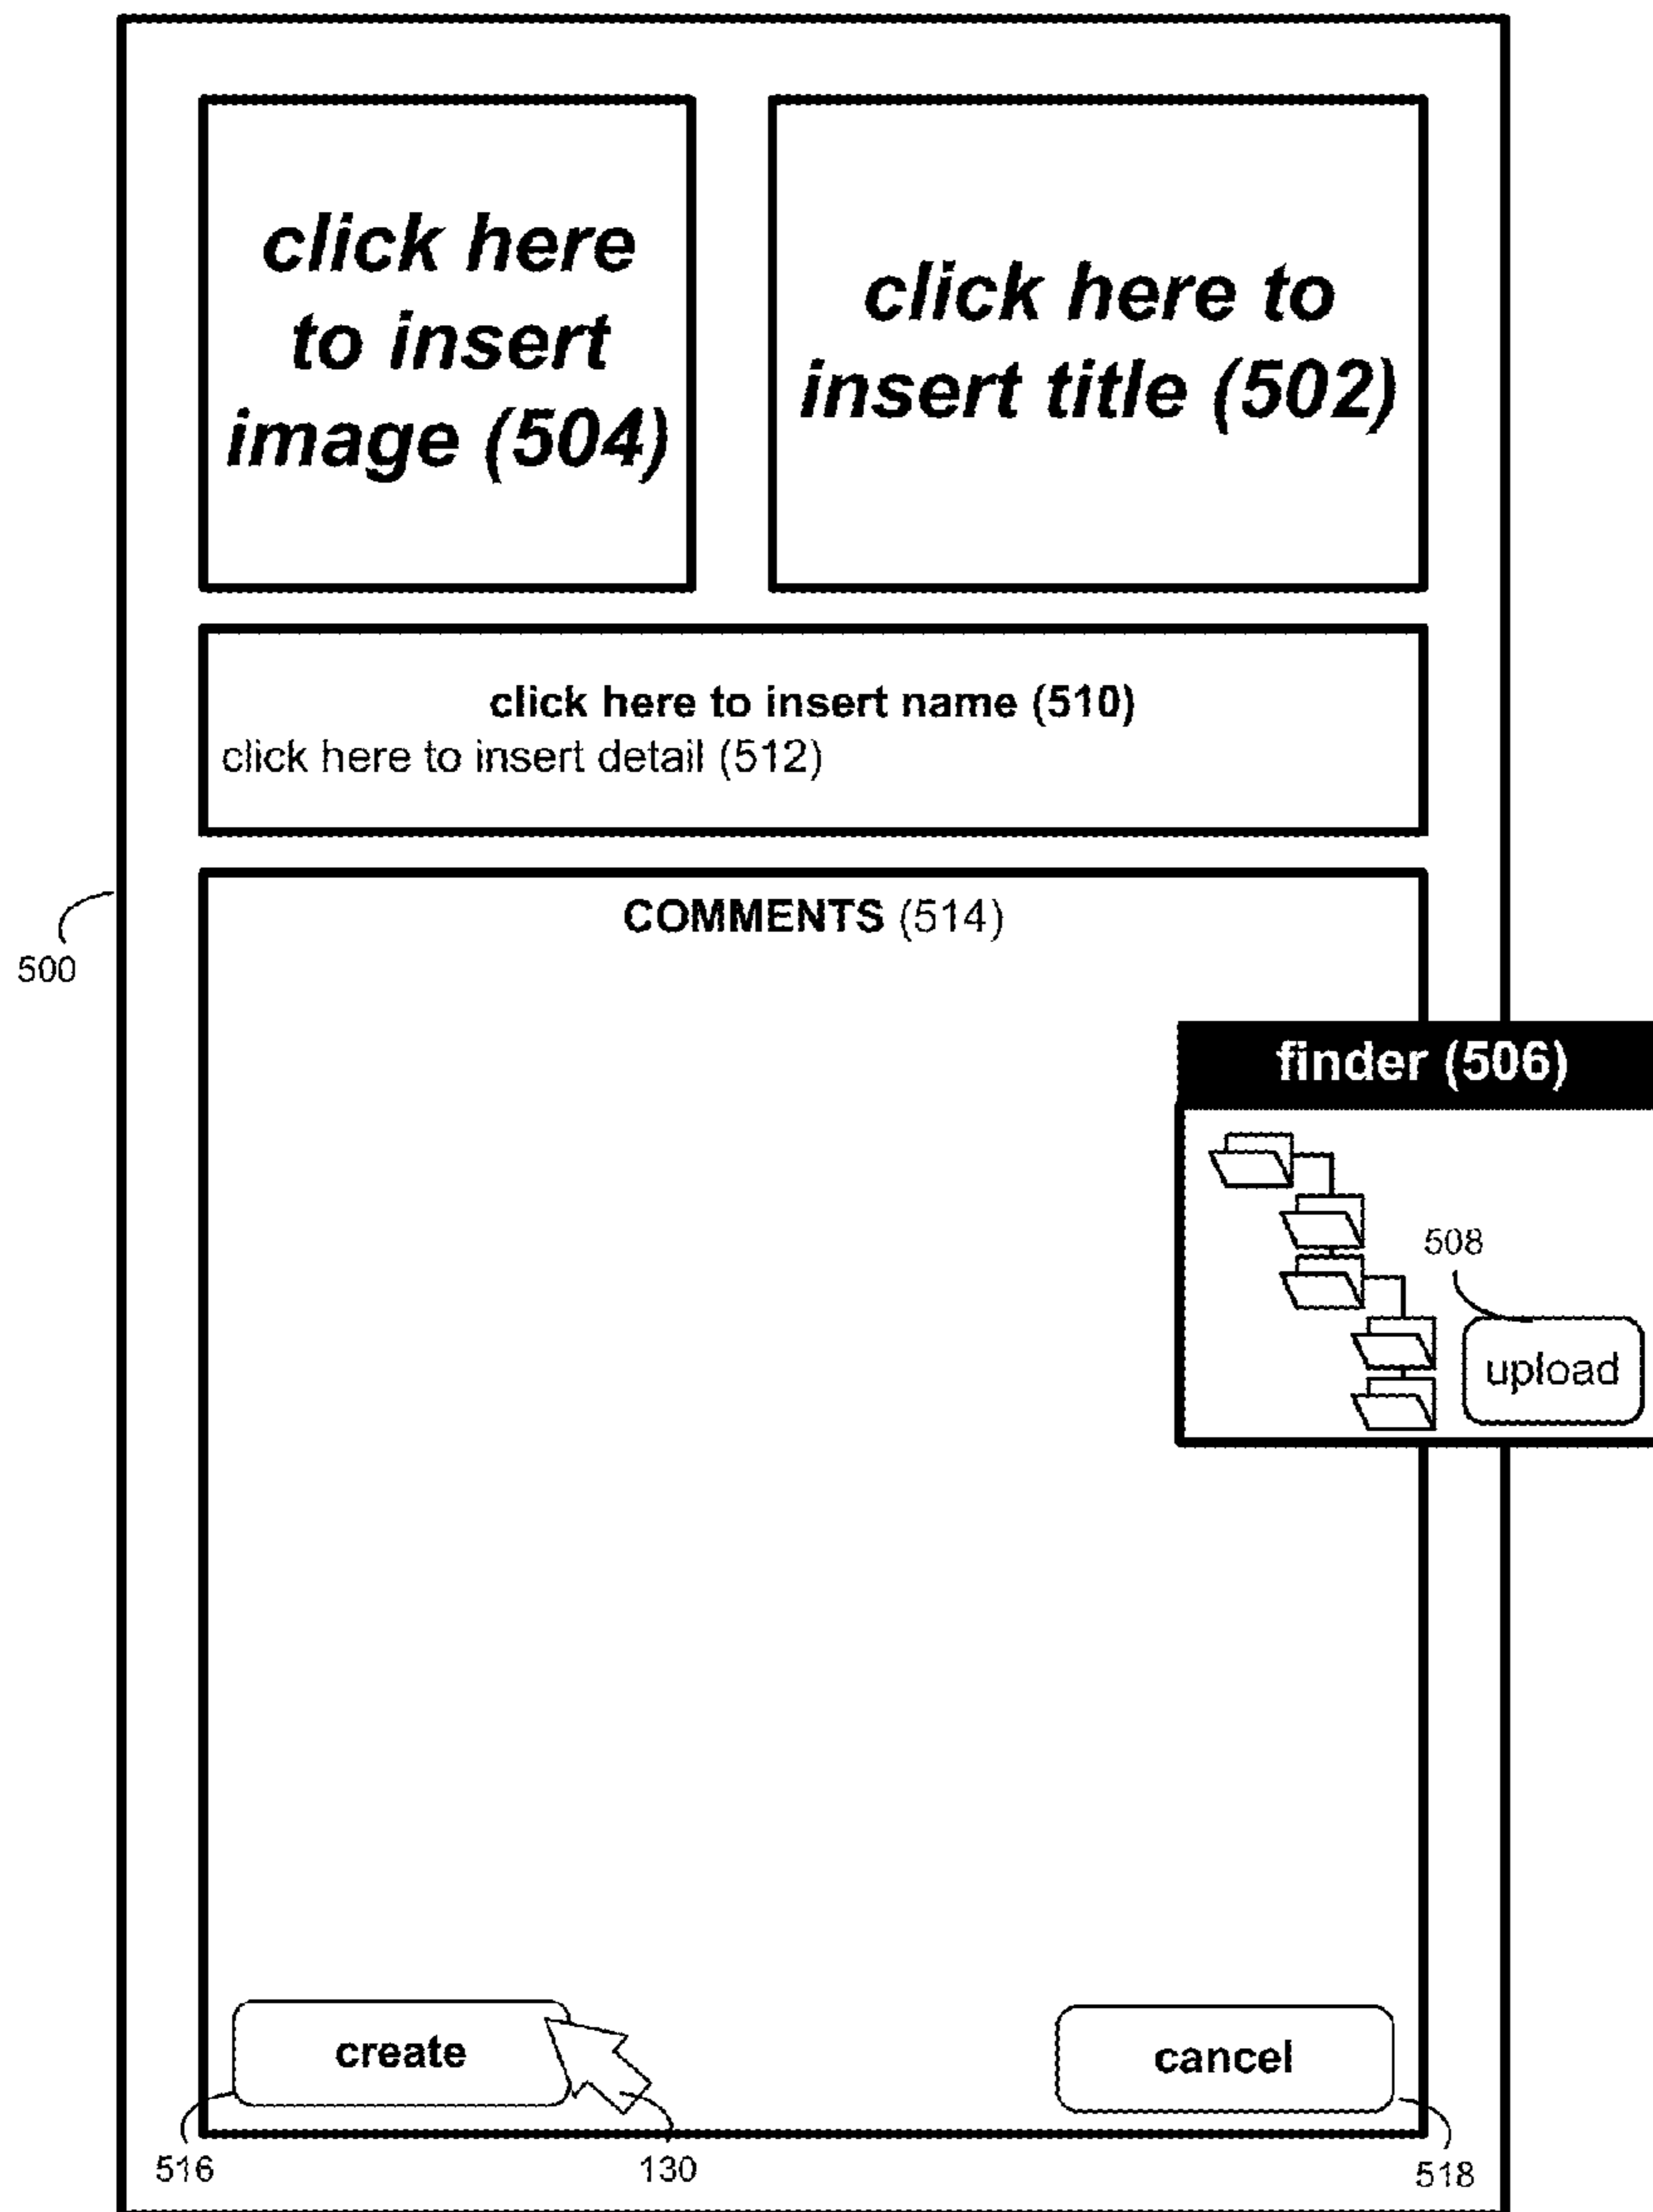 click here
to insert
image (504)
click here to
insert title (502)
click here to insert name (510)
click here to insert detail (512)
COMMENTS (514)
500
finder (506)
508
upload
create
cancel
516
130
518